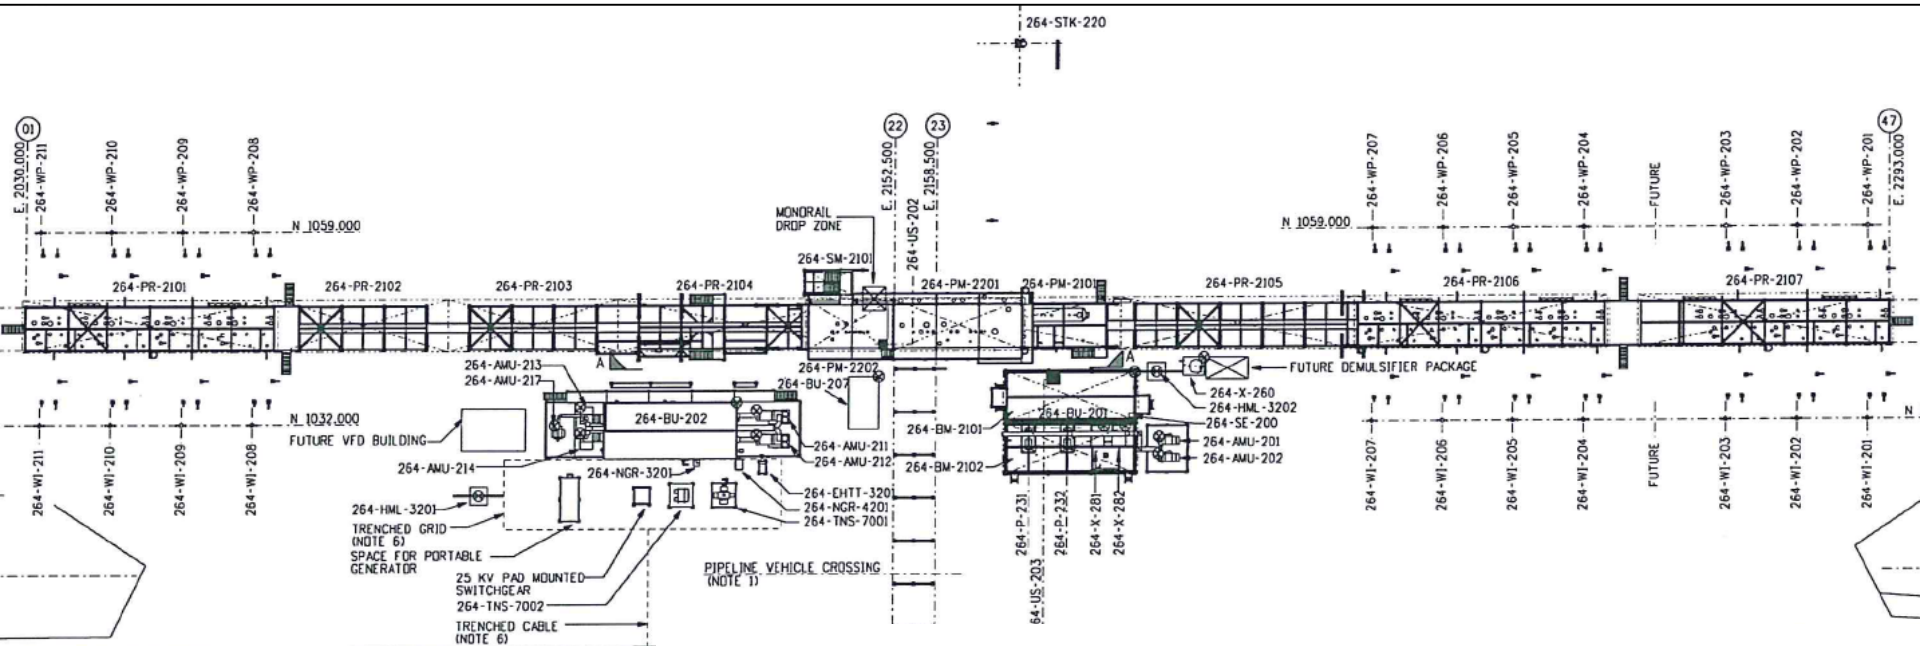 264-STK-220
01
22
23
47
E. 2030.000
264-WP-211
264-WP-210
264-WP-209
264-WP-208
E 2152.500
E 2158.500
264-US-202
264-WP-207
264-WP-206
264-WP-205
264-WP-204
FUTURE
264-WP-203
264-WP-202
264-WP-201
E. 2293.000
N 1059.000
MONORAIL
DROP ZONE
N 1059.000
264-SM-2101
264-PR-2101
264-PR-2102
264-PR-2103
264-PR-2104
264-PM-2201
264-PM-2101
264-PR-2105
264-PR-2106
264-PR-2107
A
A
264-AMU-213
264-AMU-217
264-PM-2202
264-BU-207
FUTURE DEMULSIFIER PACKAGE
264-X-260
264-HML-3202
264-SE-200
N 1032.000
FUTURE VFD BUILDING
264-BU-202
264-BU-201
264-BM-2101
264-AMU-201
264-AMU-202
N
264-AMU-211
264-AMU-212
264-BM-2102
264-AMU-214
264-NGR-3201
264-EHTT-3201
264-NGR-4201
264-TNS-7001
264-WI-211
264-WI-210
264-WI-209
264-WI-208
264-HML-3201
TRENCHED GRID
(NOTE 6)
SPACE FOR PORTABLE
GENERATOR
25 KV PAD MOUNTED
SWITCHGEAR
264-TNS-7002
TRENCHED CABLE
(NOTE 6)
PIPELINE VEHICLE CROSSING
(NOTE 1)
264-P-231
64-US-203
264-P-232
264-X-281
264-X-282
264-WI-207
264-WI-206
264-WI-205
264-WI-204
FUTURE
264-WI-203
264-WI-202
264-WI-201